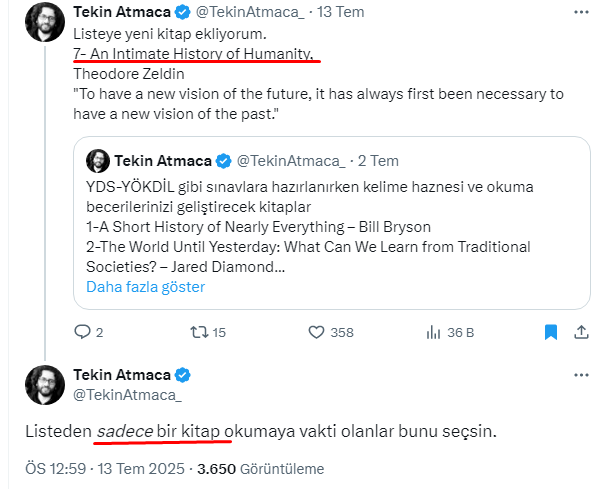 Tekin Atmaca @TekinAtmaca_ · 13 Tem
Listeye yeni kitap ekliyorum.
7- An Intimate History of Humanity,
Theodore Zeldin
"To have a new vision of the future, it has always first been necessary to
have a new vision of the past."
Tekin Atmaca @TekinAtmaca_ · 2 Tem
YDS-YÖKDİL gibi sınavlara hazırlanırken kelime haznesi ve okuma
becerilerinizi geliştirecek kitaplar
1-A Short History of Nearly Everything – Bill Bryson
2-The World Until Yesterday: What Can We Learn from Traditional
Societies? – Jared Diamond...
Daha fazla göster
2 15 358 36 B
Tekin Atmaca
@TekinAtmaca_
Listeden sadece bir kitap okumaya vakti olanlar bunu seçsin.
ÖS 12:59 · 13 Tem 2025 · 3.650 Görüntüleme